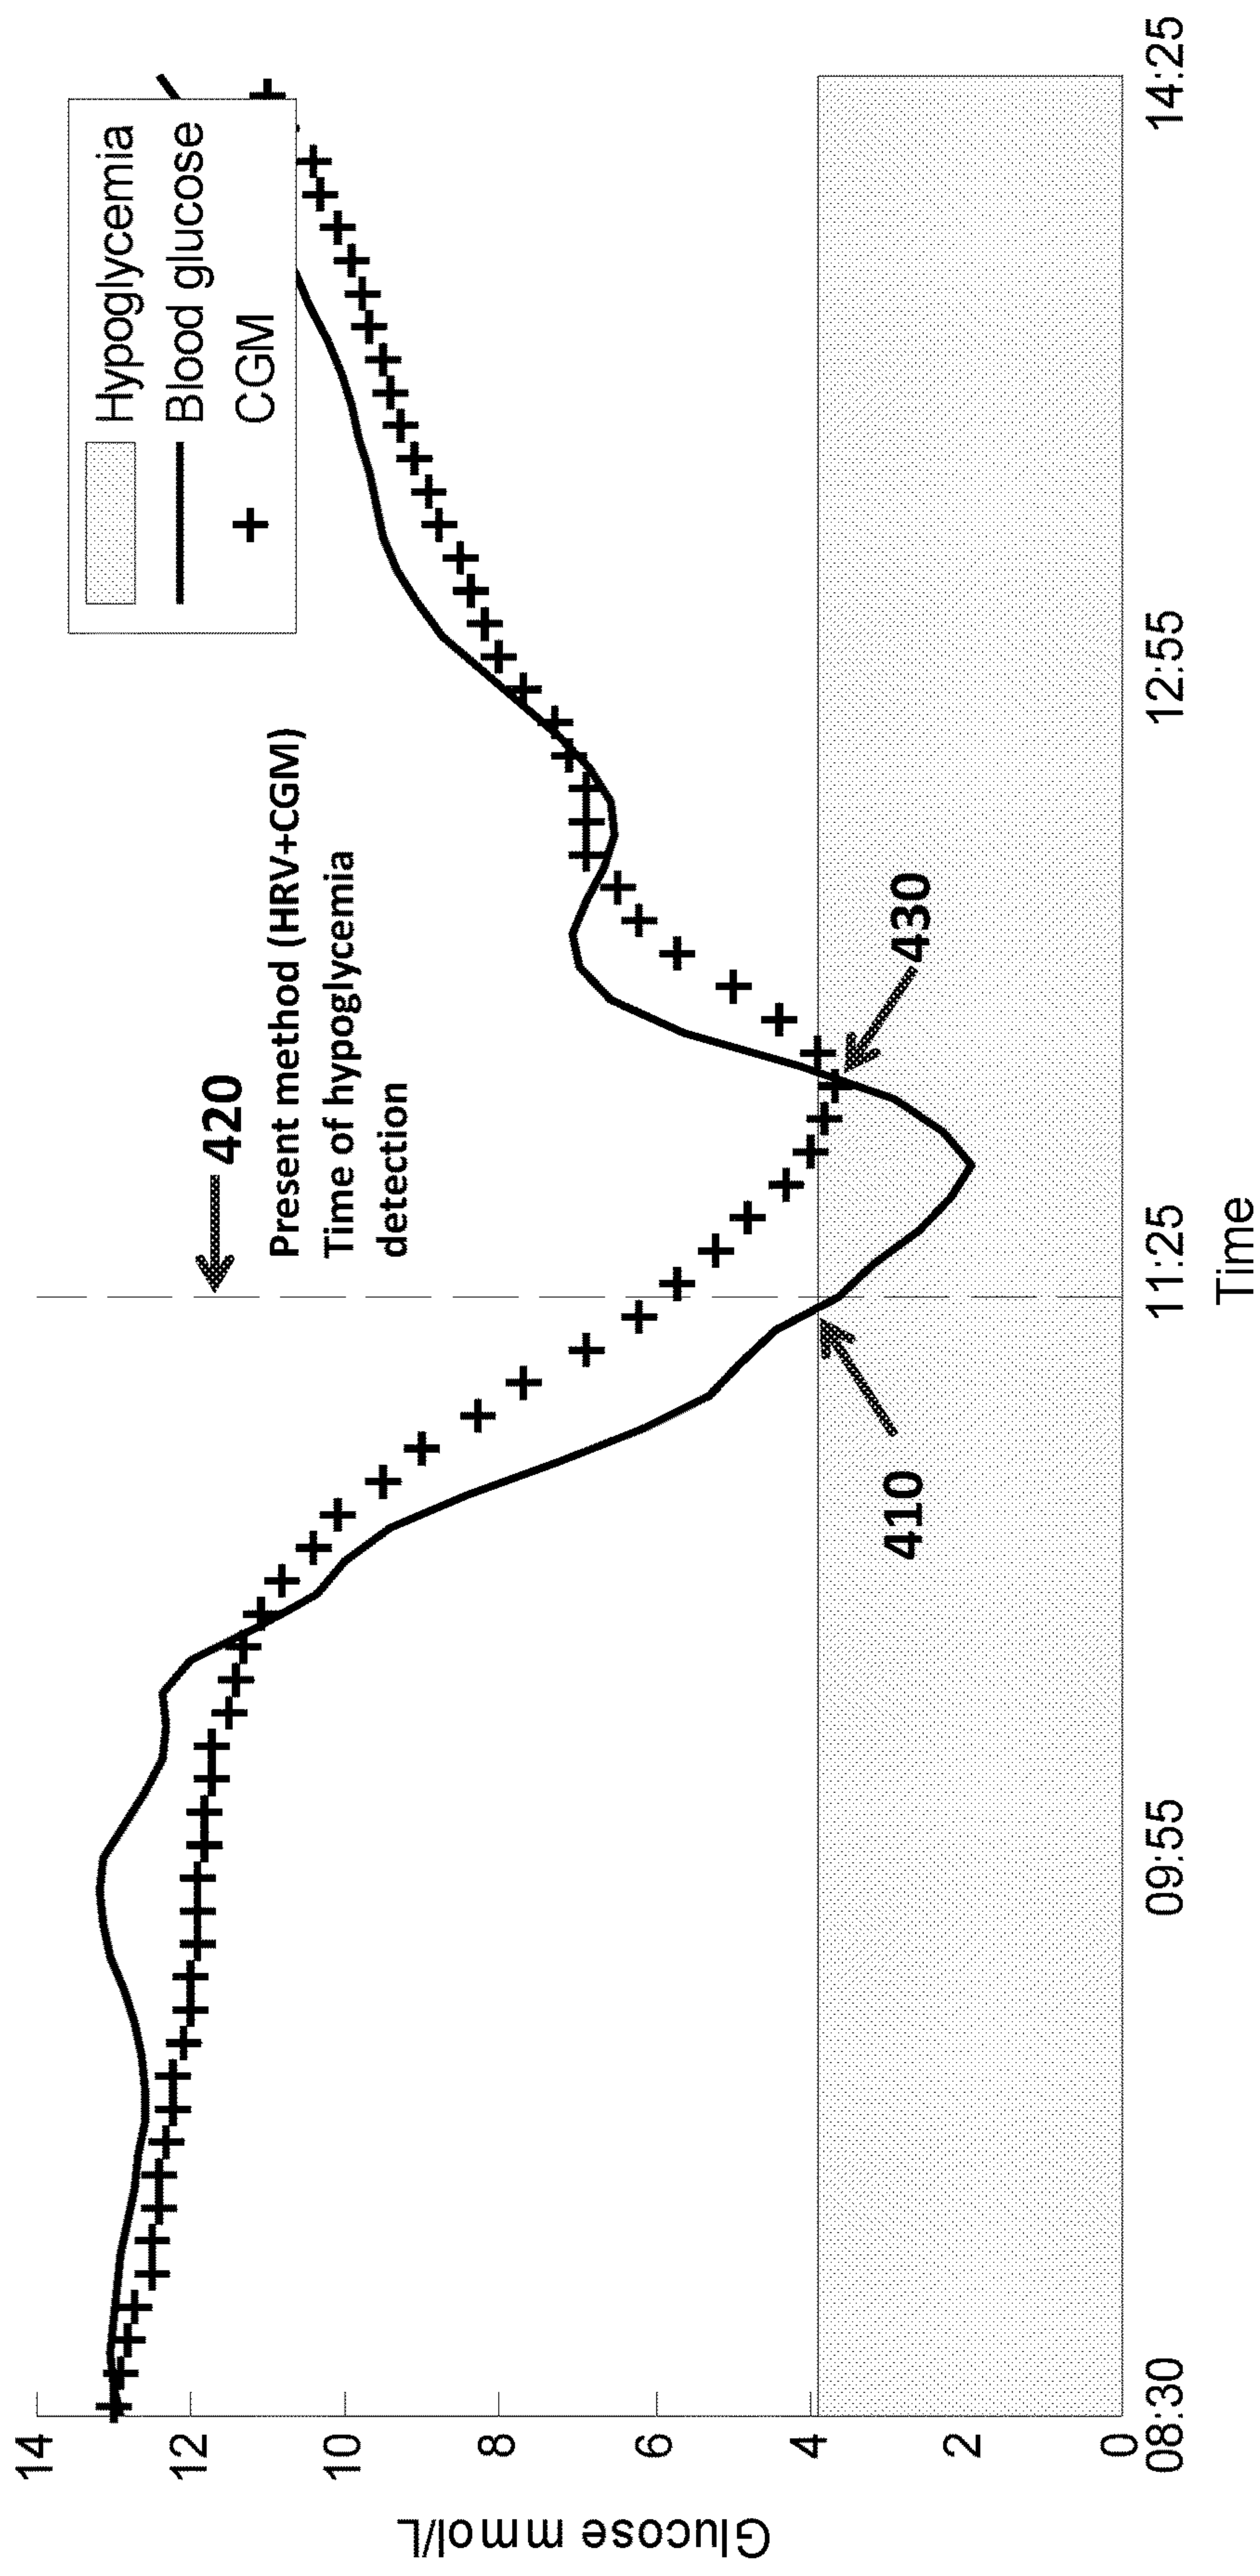 Glucose mmol/L
14
12
10
8
6
4
2
0
08:30
09:55
11:25
12:55
14:25
Time
Hypoglycemia
Blood glucose
CGM
420
Present method (HRV+CGM)
Time of hypoglycemia
detection
410
430